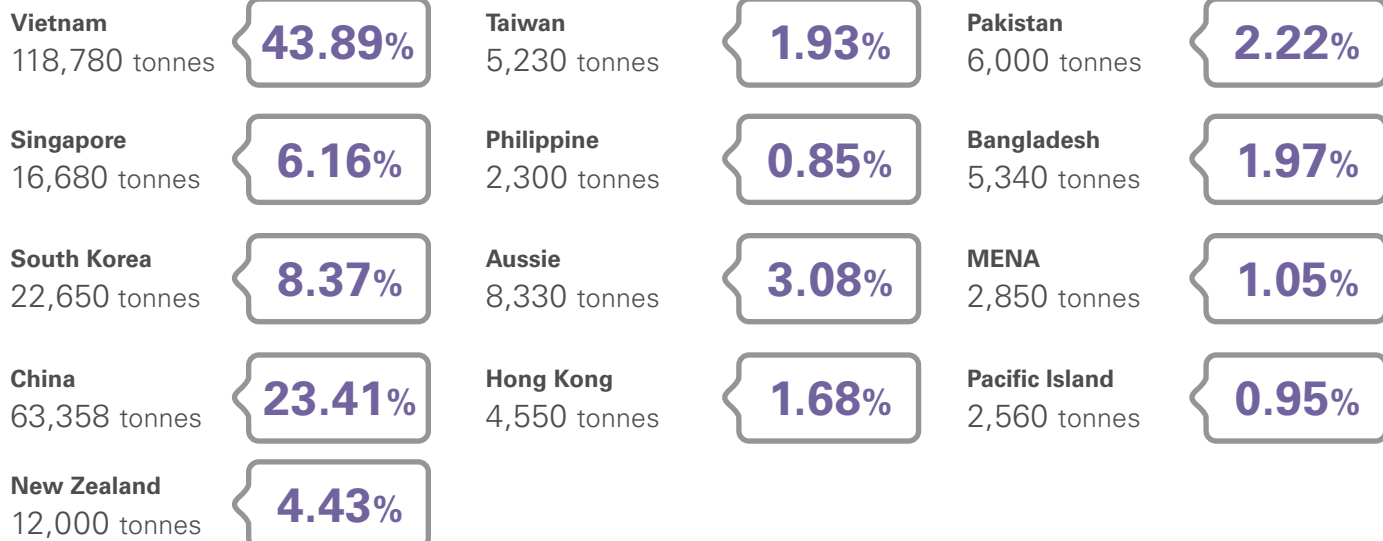 Vietnam
118,780 tonnes
43.89%
Singapore
16,680 tonnes
6.16%
South Korea
22,650 tonnes
8.37%
China
63,358 tonnes
23.41%
New Zealand
12,000 tonnes
4.43%
Taiwan
5,230 tonnes
1.93%
Philippine
2,300 tonnes
0.85%
Aussie
8,330 tonnes
3.08%
Hong Kong
4,550 tonnes
1.68%
Pakistan
6,000 tonnes
2.22%
Bangladesh
5,340 tonnes
1.97%
MENA
2,850 tonnes
1.05%
Pacific Island
2,560 tonnes
0.95%